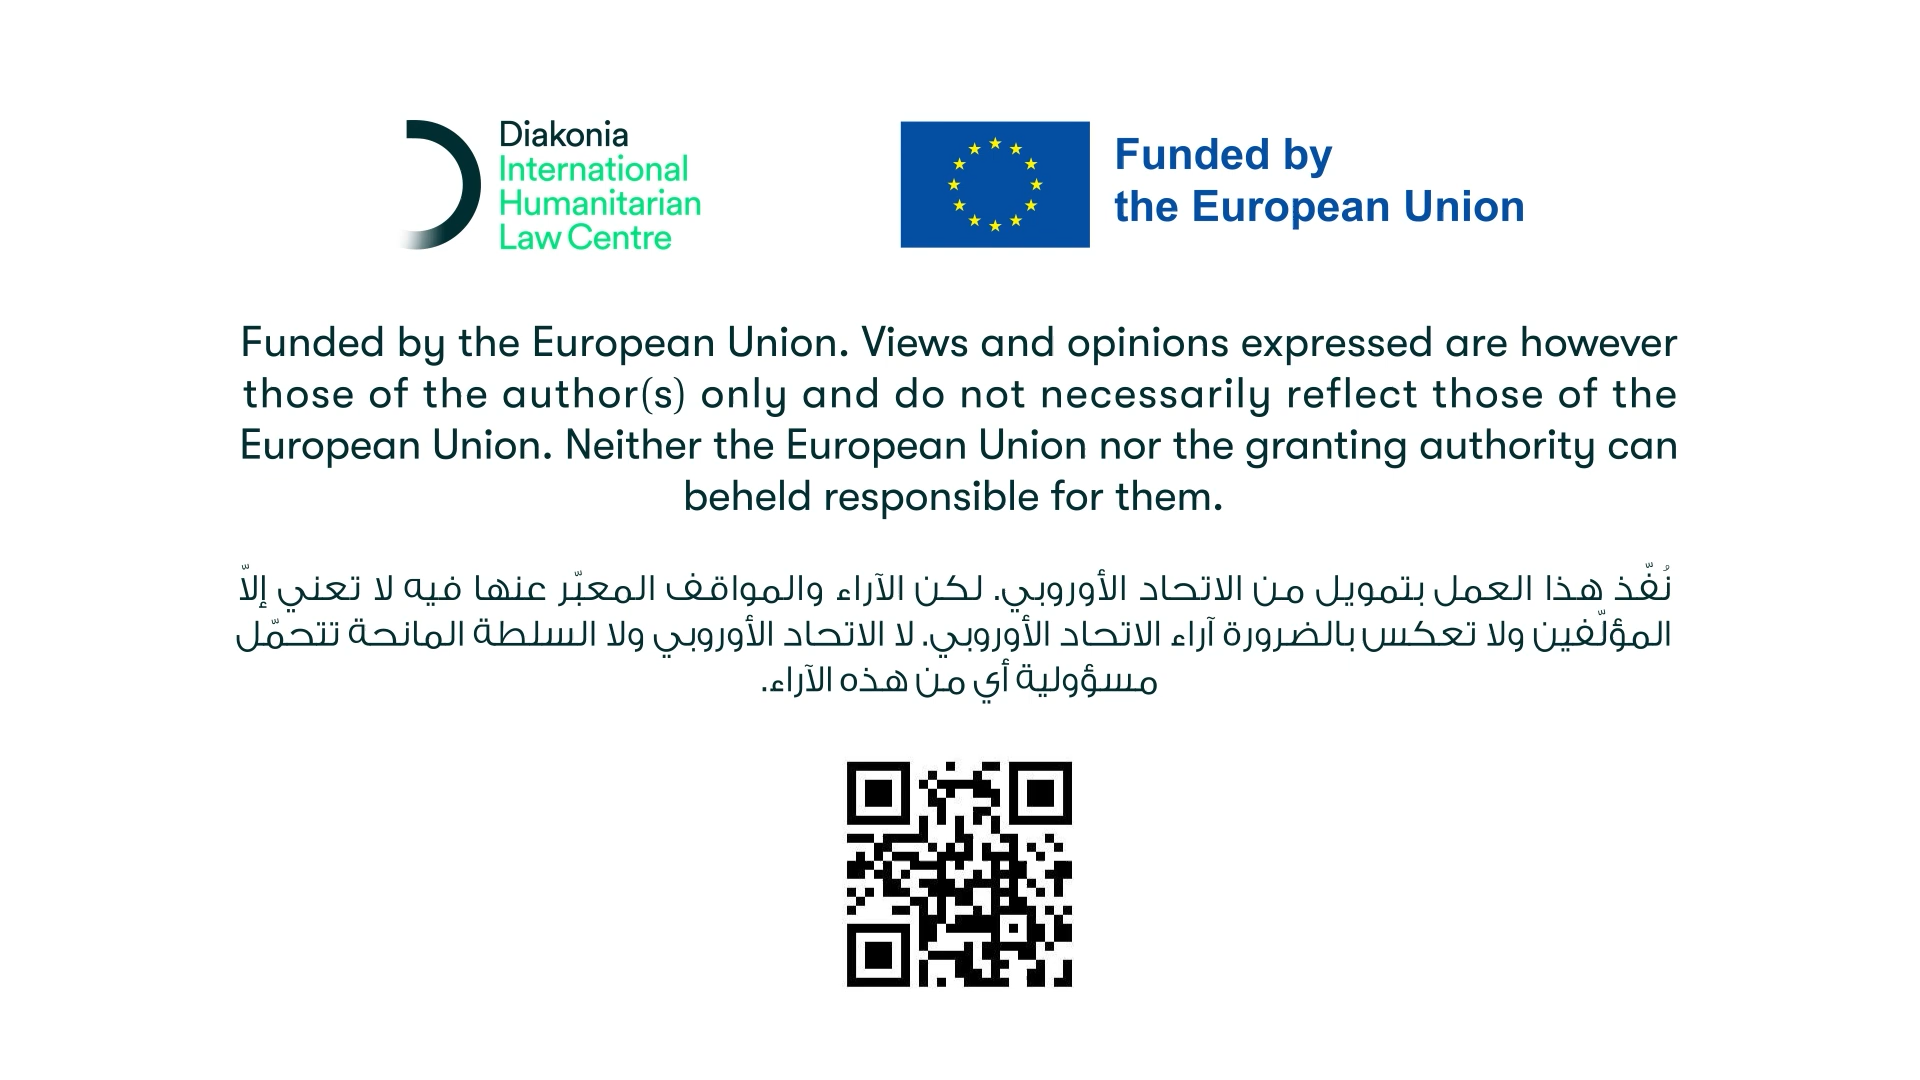 Diakonia
International
Humanitarian
Law Centre
Funded by
the European Union
Funded by the European Union. Views and opinions expressed are however
those of the author(s) only and do not necessarily reflect those of the
European Union. Neither the European Union nor the granting authority can
beheld responsible for them.
نُفّذ هذا العمل بتمويل من الاتحاد الأوروبي. لكن الآراء والمواقف المعبّر عنها فيه لا تعني إلاّ
المؤلّفين ولا تعكس بالضرورة آراء الاتحاد الأوروبي. لا الاتحاد الأوروبي ولا السلطة المانحة تتحمّل
مسؤولية أي من هذه الآراء.